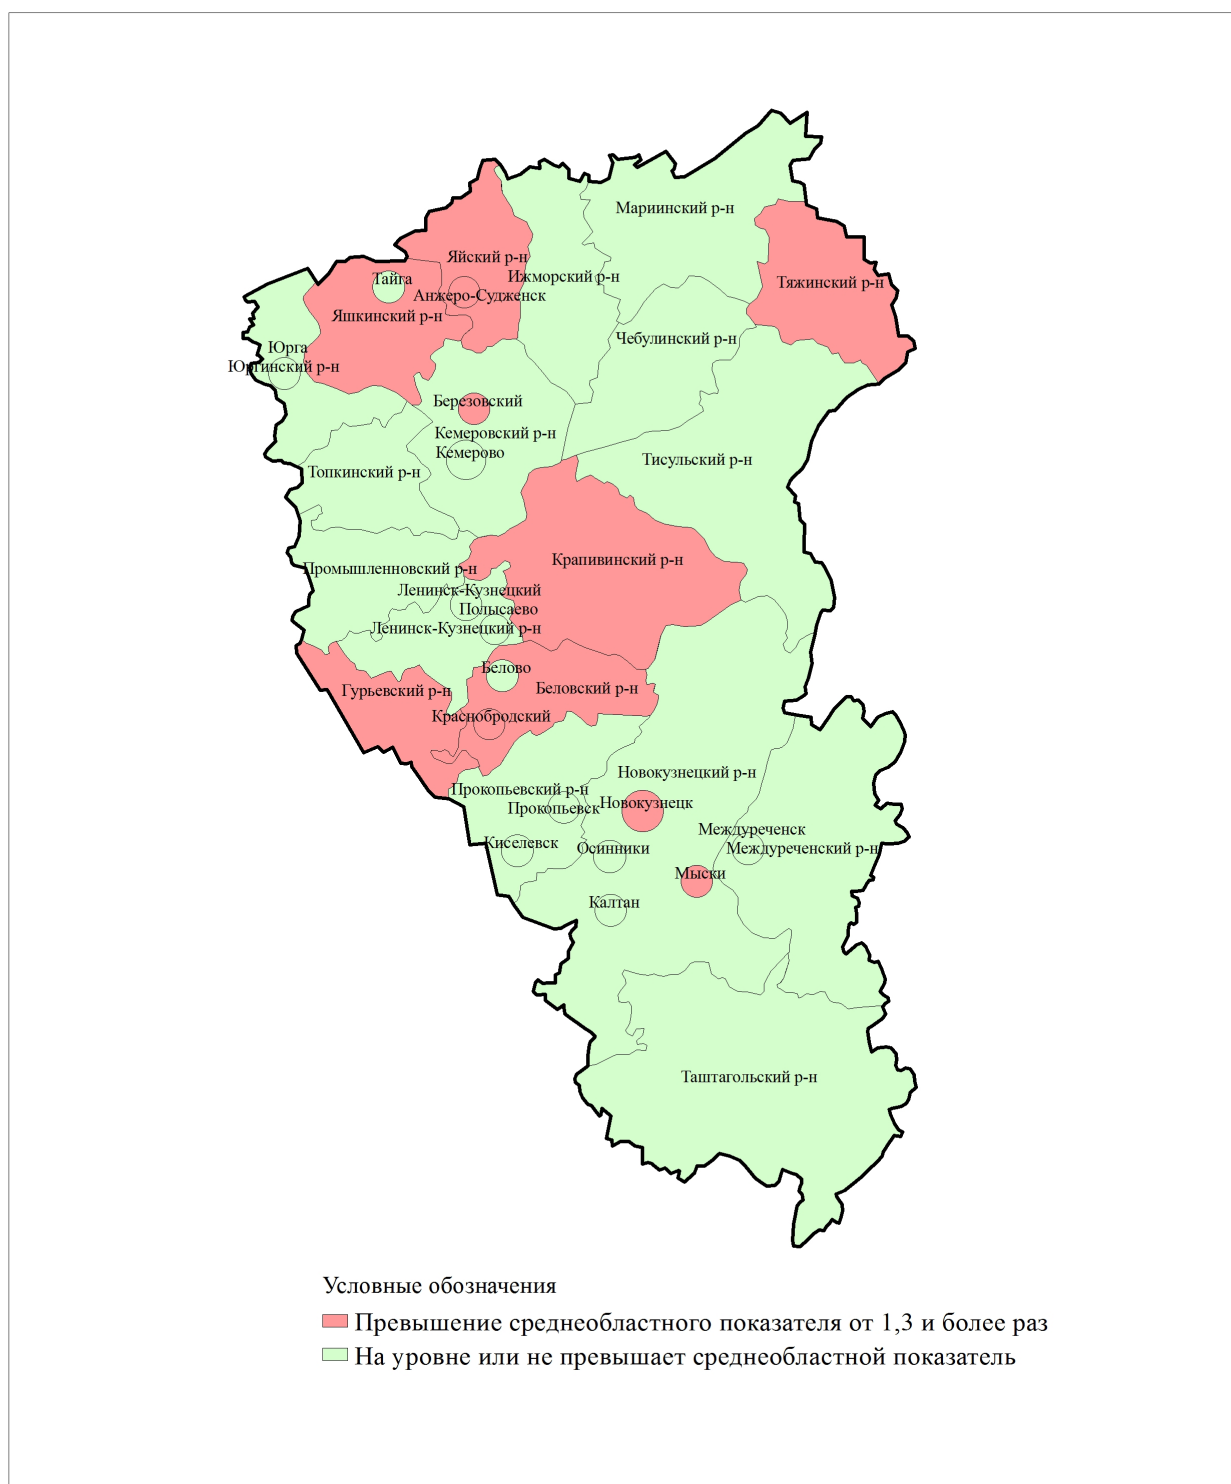 Мариинский р-н
Яйский р-н
Ижморский р-н
Тайга
Тяжинский р-н
Анжеро-Судженск
Яшкинский р-н
Чебулинский р-н
Юрга
Юргинский р-н
Березовский
Кемеровский р-н
Кемерово
Тисульский р-н
Топкинский р-н
Крапивинский р-н
Промышленновский р-н
Ленинск-Кузнецкий
Полысаево
Ленинск-Кузнецкий р-н
Белово
Беловский р-н
Гурьевский р-н
Краснобродский
Новокузнецкий р-н
Прокопьевский р-н
Новокузнецк
Прокопьевск
Междуреченск
Киселевск
Осинники
Междуреченский р-н
Мыски
Калтан
Таштагольский р-н
Условные обозначения
Превышение среднеобластного показателя от 1,3 и более раз
На уровне или не превышает среднеобластной показатель